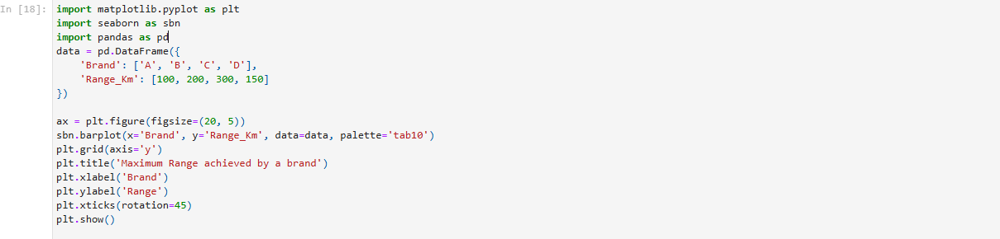 In [18]:
import matplotlib.pyplot as plt
import seaborn as sbn
import pandas as pd
data = pd.DataFrame({
    'Brand': ['A', 'B', 'C', 'D'],
    'Range_Km': [100, 200, 300, 150]
})

ax = plt.figure(figsize=(20, 5))
sbn.barplot(x='Brand', y='Range_Km', data=data, palette='tab10')
plt.grid(axis='y')
plt.title('Maximum Range achieved by a brand')
plt.xlabel('Brand')
plt.ylabel('Range')
plt.xticks(rotation=45)
plt.show()